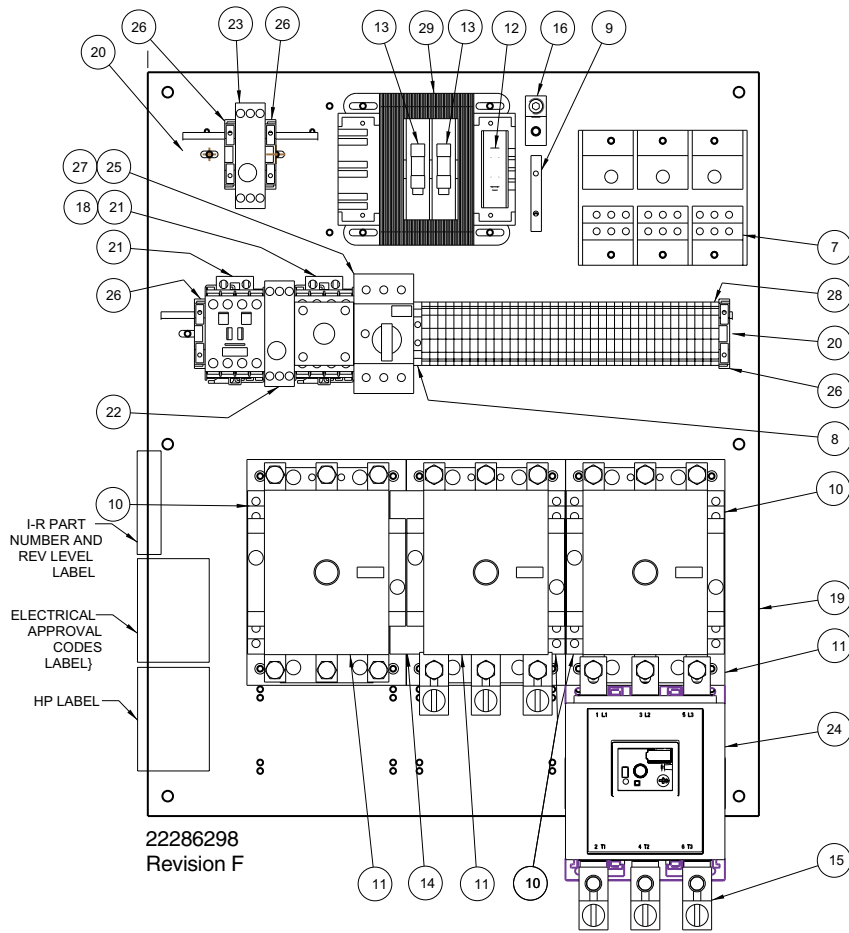 26
23
26
13
29
13
12
16
9
20
27
25
18
21
21
26
22
7
28
20
26
8
10
10
I-R PART
NUMBER AND
REV LEVEL
LABEL
ELECTRICAL
APPROVAL
CODES
LABEL}
HP LABEL
19
11
24
1 L1
3 L2
5 L3
2 T1
4 T2
6 T3
22286298
Revision F
11
14
11
10
15